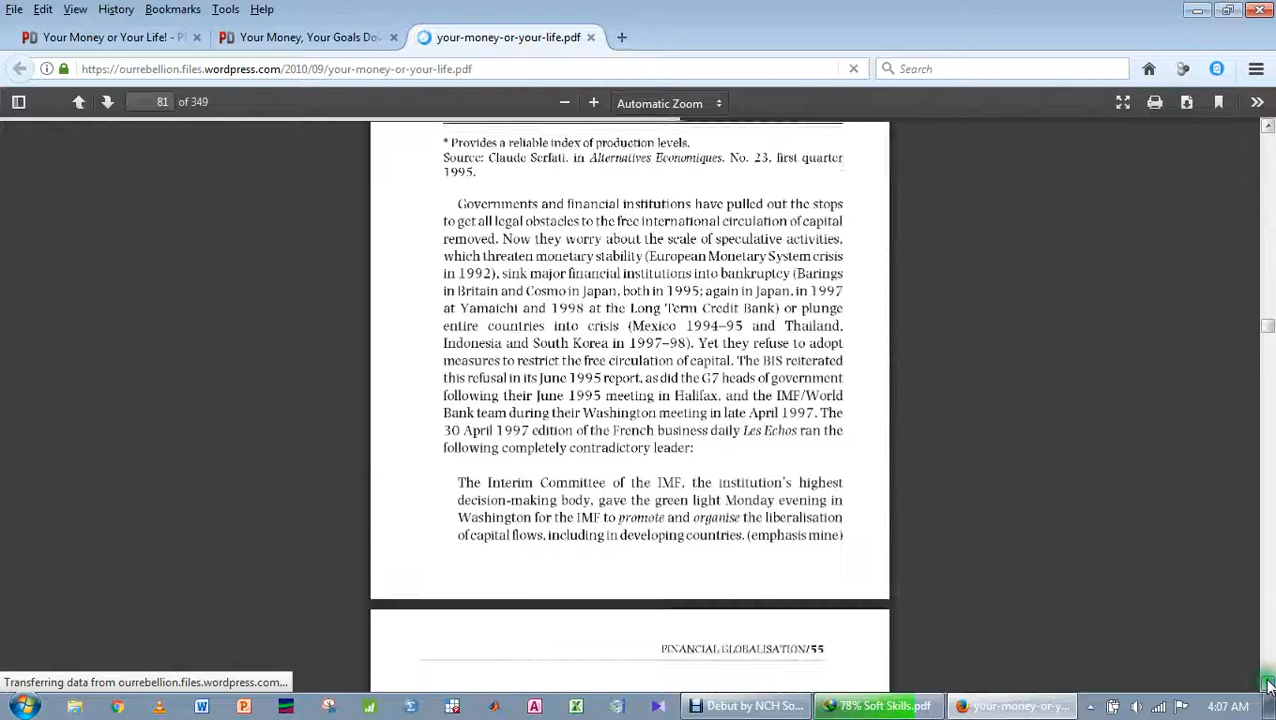 File Edit View History Bookmarks Tools Help
Your Money or Your Life! - P
Your Money, Your Goals Dov
your-money-or-your-life.pdf
https://ourrebellion.files.wordpress.com/2010/09/your-money-or-your-life.pdf
Search
81 of 349
Automatic Zoom
* Provides a reliable index of production levels.
Source: Claude Serfati, in Alternatives Economiques, No. 23, first quarter
1995.
Governments and financial institutions have pulled out the stops
to get all legal obstacles to the free international circulation of capital
removed. Now they worry about the scale of speculative activities,
which threaten monetary stability (European Monetary System crisis
in 1992), sink major financial institutions into bankruptcy (Barings
in Britain and Cosmo in Japan, both in 1995; again in Japan, in 1997
at Yamaichi and 1998 at the Long Term Credit Bank) or plunge
entire countries into crisis (Mexico 1994–95 and Thailand,
Indonesia and South Korea in 1997–98). Yet they refuse to adopt
measures to restrict the free circulation of capital. The BIS reiterated
this refusal in its June 1995 report, as did the G7 heads of government
following their June 1995 meeting in Halifax, and the IMF/World
Bank team during their Washington meeting in late April 1997. The
30 April 1997 edition of the French business daily Les Echos ran the
following completely contradictory leader:
The Interim Committee of the IMF, the institution's highest
decision-making body, gave the green light Monday evening in
Washington for the IMF to promote and organise the liberalisation
of capital flows, including in developing countries. (emphasis mine)
FINANCIAL GLOBALISATION/55
Transferring data from ourrebellion.files.wordpress.com...
Debut by NCH So...
78% Soft Skills.pdf
your-money-or-y...
4:07 AM